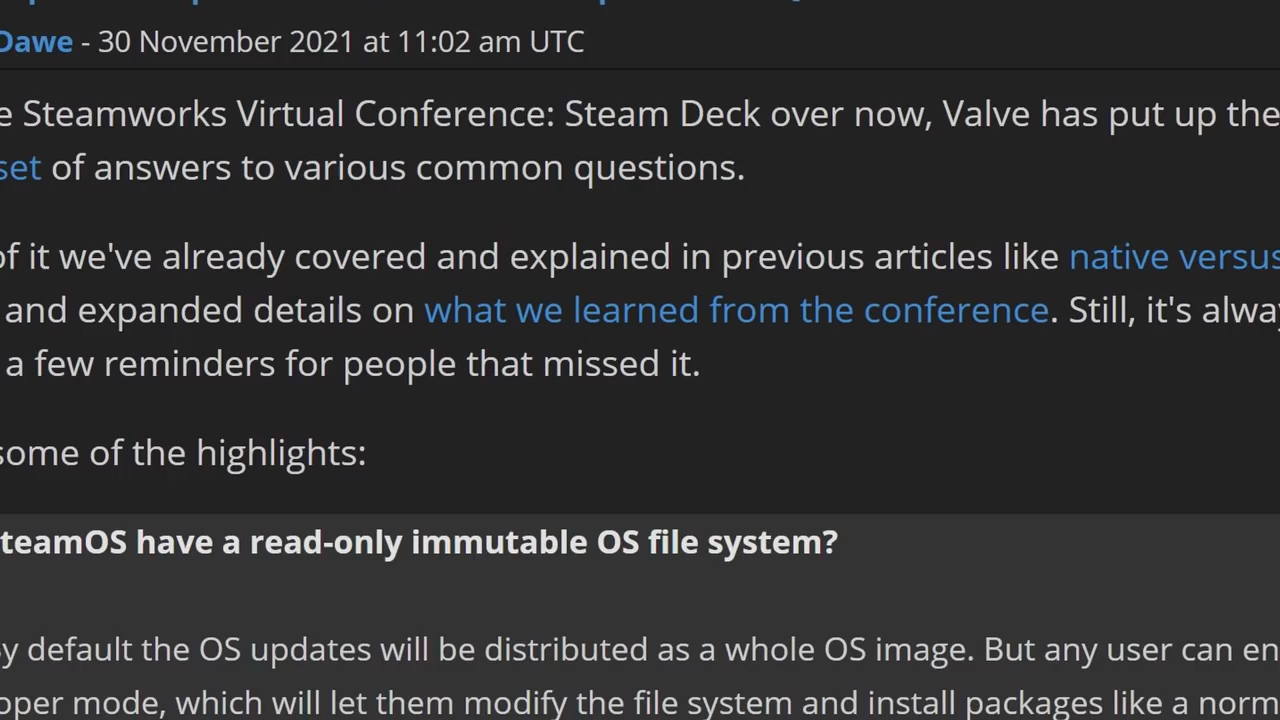 Dawe - 30 November 2021 at 11:02 am UTC
e Steamworks Virtual Conference: Steam Deck over now, Valve has put up the
set of answers to various common questions.
of it we've already covered and explained in previous articles like native versus
and expanded details on what we learned from the conference. Still, it's alway
a few reminders for people that missed it.
some of the highlights:
teamOS have a read-only immutable OS file system?
By default the OS updates will be distributed as a whole OS image. But any user can en
oper mode, which will let them modify the file system and install packages like a norm